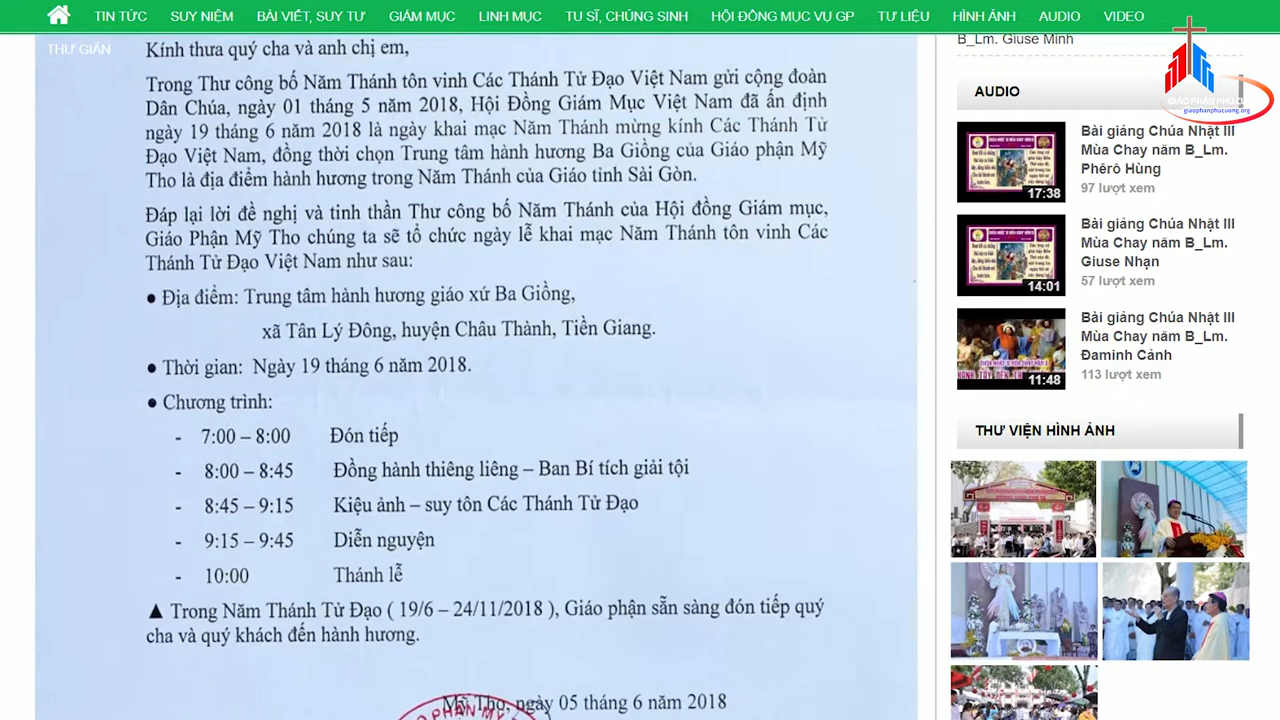 TIN TỨC SUY NIỆM BÀI VIẾT, SUY TƯ GIÁM MỤC LINH MỤC TU SĨ, CHỦNG SINH HỘI ĐỒNG MỤC VỤ GP TƯ LIỆU HÌNH ẢNH AUDIO VIDEO
THƯ GIÃN
Kính thưa quý cha và anh chị em,
Trong Thư công bố Năm Thánh tôn vinh Các Thánh Tử Đạo Việt Nam gửi cộng đoàn
Dân Chúa, ngày 01 tháng 5 năm 2018, Hội Đồng Giám Mục Việt Nam đã ấn định
ngày 19 tháng 6 năm 2018 là ngày khai mạc Năm Thánh mừng kính Các Thánh Tử
Đạo Việt Nam, đồng thời chọn Trung tâm hành hương Ba Giồng của Giáo phận Mỹ
Tho là địa điểm hành hương trong Năm Thánh của Giáo tỉnh Sài Gòn.
Đáp lại lời đề nghị và tinh thần Thư công bố Năm Thánh của Hội đồng Giám mục,
Giáo Phận Mỹ Tho chúng ta sẽ tổ chức ngày lễ khai mạc Năm Thánh tôn vinh Các
Thánh Tử Đạo Việt Nam như sau:
● Địa điểm: Trung tâm hành hương giáo xứ Ba Giồng,
xã Tân Lý Đông, huyện Châu Thành, Tiền Giang.
● Thời gian: Ngày 19 tháng 6 năm 2018.
● Chương trình:
- 7:00 – 8:00 Đón tiếp
- 8:00 – 8:45 Đồng hành thiêng liêng – Ban Bí tích giải tội
- 8:45 – 9:15 Kiệu ảnh – suy tôn Các Thánh Tử Đạo
- 9:15 – 9:45 Diễn nguyện
- 10:00 Thánh lễ
▲ Trong Năm Thánh Tử Đạo ( 19/6 – 24/11/2018 ), Giáo phận sẵn sàng đón tiếp quý
cha và quý khách đến hành hương.
Mỹ Tho, ngày 05 tháng 6 năm 2018
B_Lm. Giuse Minh
giaophanphucuong.org
AUDIO
Bài giảng Chúa Nhật III
Mùa Chay năm B_Lm.
Phêrô Hùng
97 lượt xem
17:38
Bài giảng Chúa Nhật III
Mùa Chay năm B_Lm.
Giuse Nhạn
57 lượt xem
14:01
Bài giảng Chúa Nhật III
Mùa Chay năm B_Lm.
Đaminh Cảnh
113 lượt xem
11:48
THƯ VIỆN HÌNH ẢNH